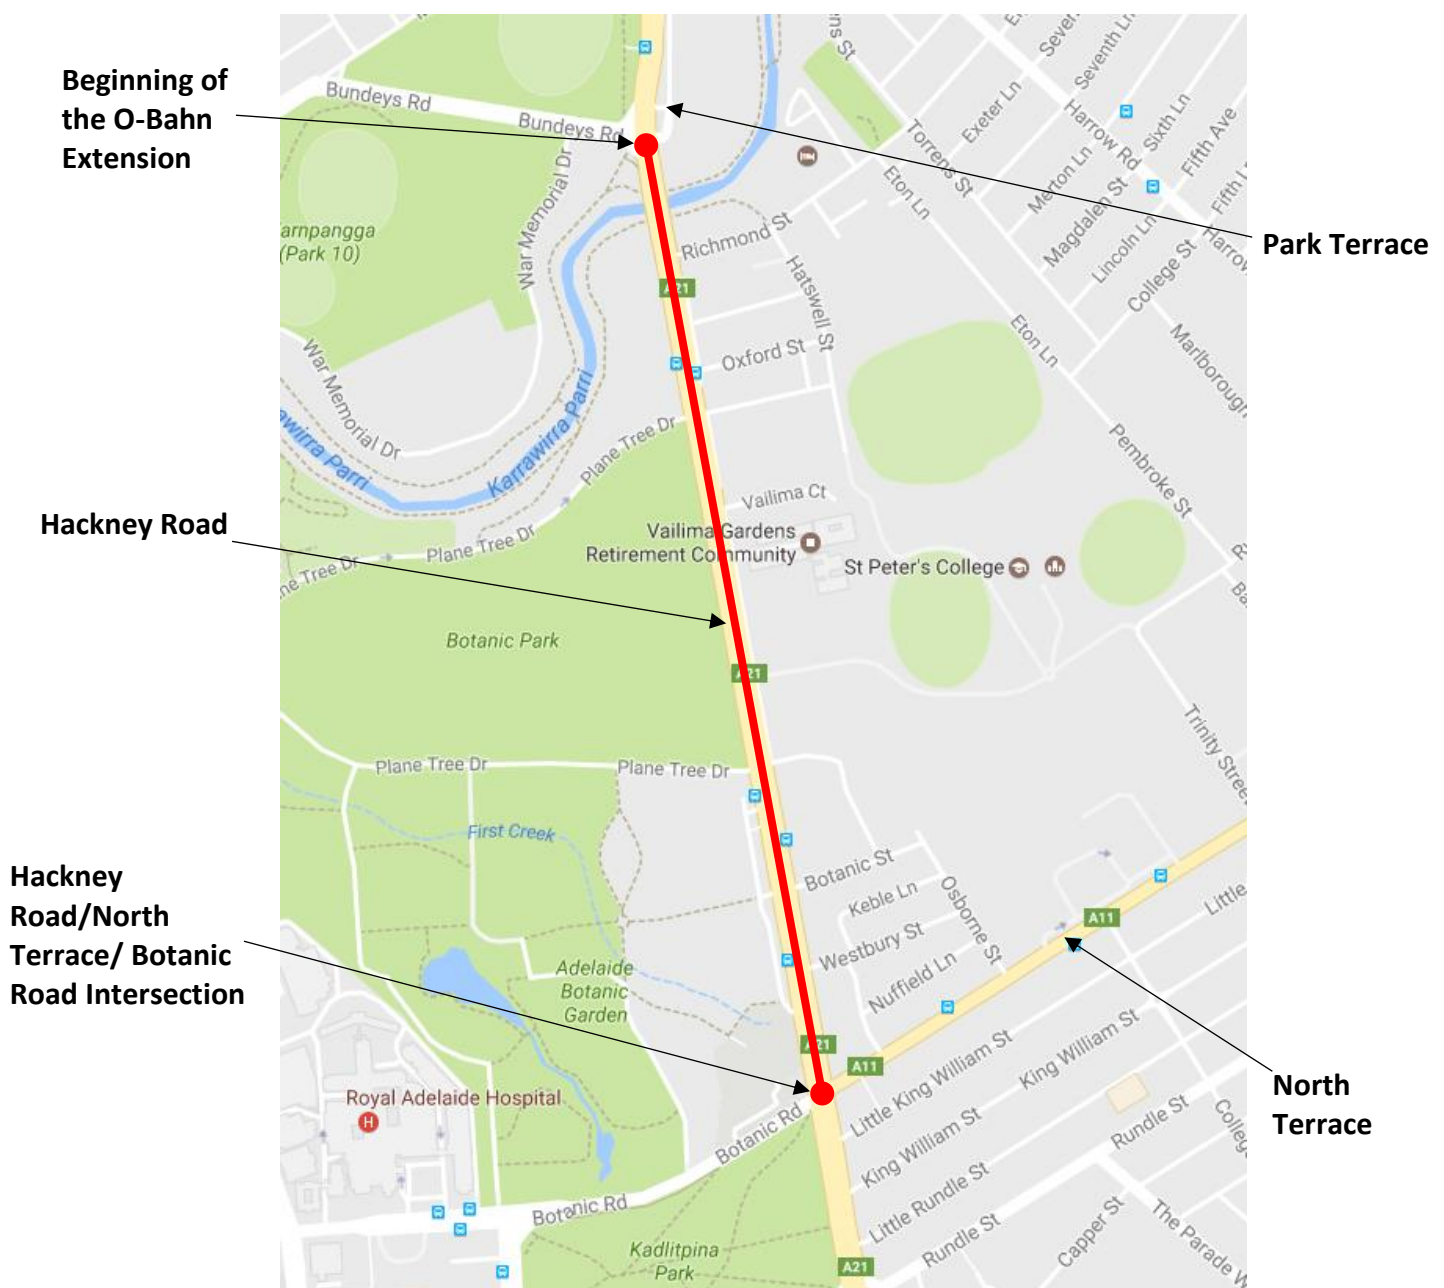 Beginning of
the O-Bahn
Extension
Hackney Road
Hackney
Road/North
Terrace/ Botanic
Road Intersection
Park Terrace
North
Terrace
Bundeys Rd
Bundeys Rd
War Memorial Dr
arnpangga
(Park 10)
War Memorial Dr
awirra Parri
Karrawirra Parri
Richmond St
Hatswell St
A21
Oxford St
Plane Tree Dr
Plane Tree Dr
ne Tree Dr
ens St
Torrens St
Eton Ln
Exeter Ln
Seventh Ln
Harrow Rd
Sixth Ln
Fifth Ave
Merton Ln
Magdalen St
Lincoln Ln
College St
Harrow
Marlborough
Eton Ln
Pembroke St
Vailima Ct
Vailima Gardens
Retirement Community
St Peter's College
Botanic Park
A21
Trinity Street
Plane Tree Dr
Plane Tree Dr
First Creek
Botanic St
Keble Ln
Osborne St
Westbury St
Nuffield Ln
A11
Little
Adelaide
Botanic
Garden
A21
A11
Royal Adelaide Hospital
H
Botanic Rd
Botanic Rd
Little King William St
King William St
King William St
Little Rundle St
Rundle St
Rundle St
Capper St
The Parade W
Kadlitpina
Park
A21